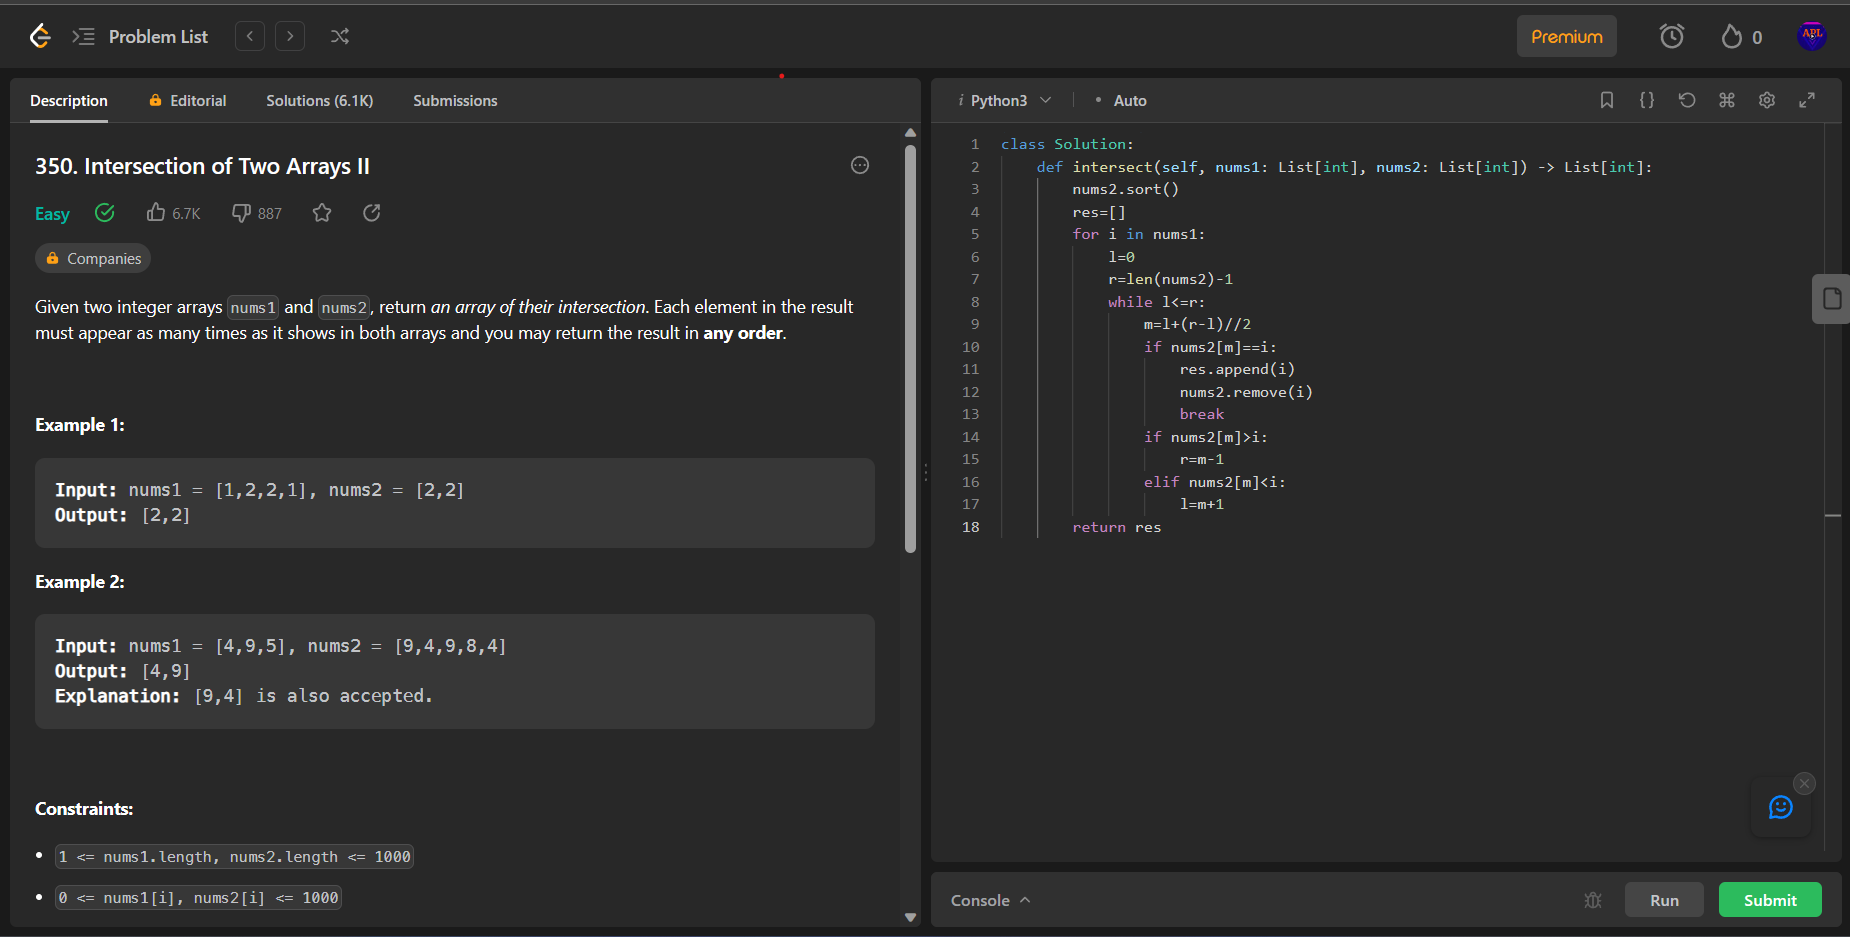 Problem List
Premium
0
APL
Description
Editorial
Solutions (6.1K)
Submissions
350. Intersection of Two Arrays II
Easy
6.7K
887
Companies
Given two integer arrays nums1 and nums2, return an array of their intersection. Each element in the result
must appear as many times as it shows in both arrays and you may return the result in any order.
Example 1:
Input: nums1 = [1,2,2,1], nums2 = [2,2]
Output: [2,2]
Example 2:
Input: nums1 = [4,9,5], nums2 = [9,4,9,8,4]
Output: [4,9]
Explanation: [9,4] is also accepted.
Constraints:
• 1 <= nums1.length, nums2.length <= 1000
• 0 <= nums1[i], nums2[i] <= 1000
i Python3
• Auto
{}
1 class Solution:
2 def intersect(self, nums1: List[int], nums2: List[int]) -> List[int]:
3 nums2.sort()
4 res=[]
5 for i in nums1:
6 l=0
7 r=len(nums2)-1
8 while l<=r:
9 m=l+(r-l)//2
10 if nums2[m]==i:
11 res.append(i)
12 nums2.remove(i)
13 break
14 if nums2[m]>i:
15 r=m-1
16 elif nums2[m]<i:
17 l=m+1
18 return res
Console
Run
Submit